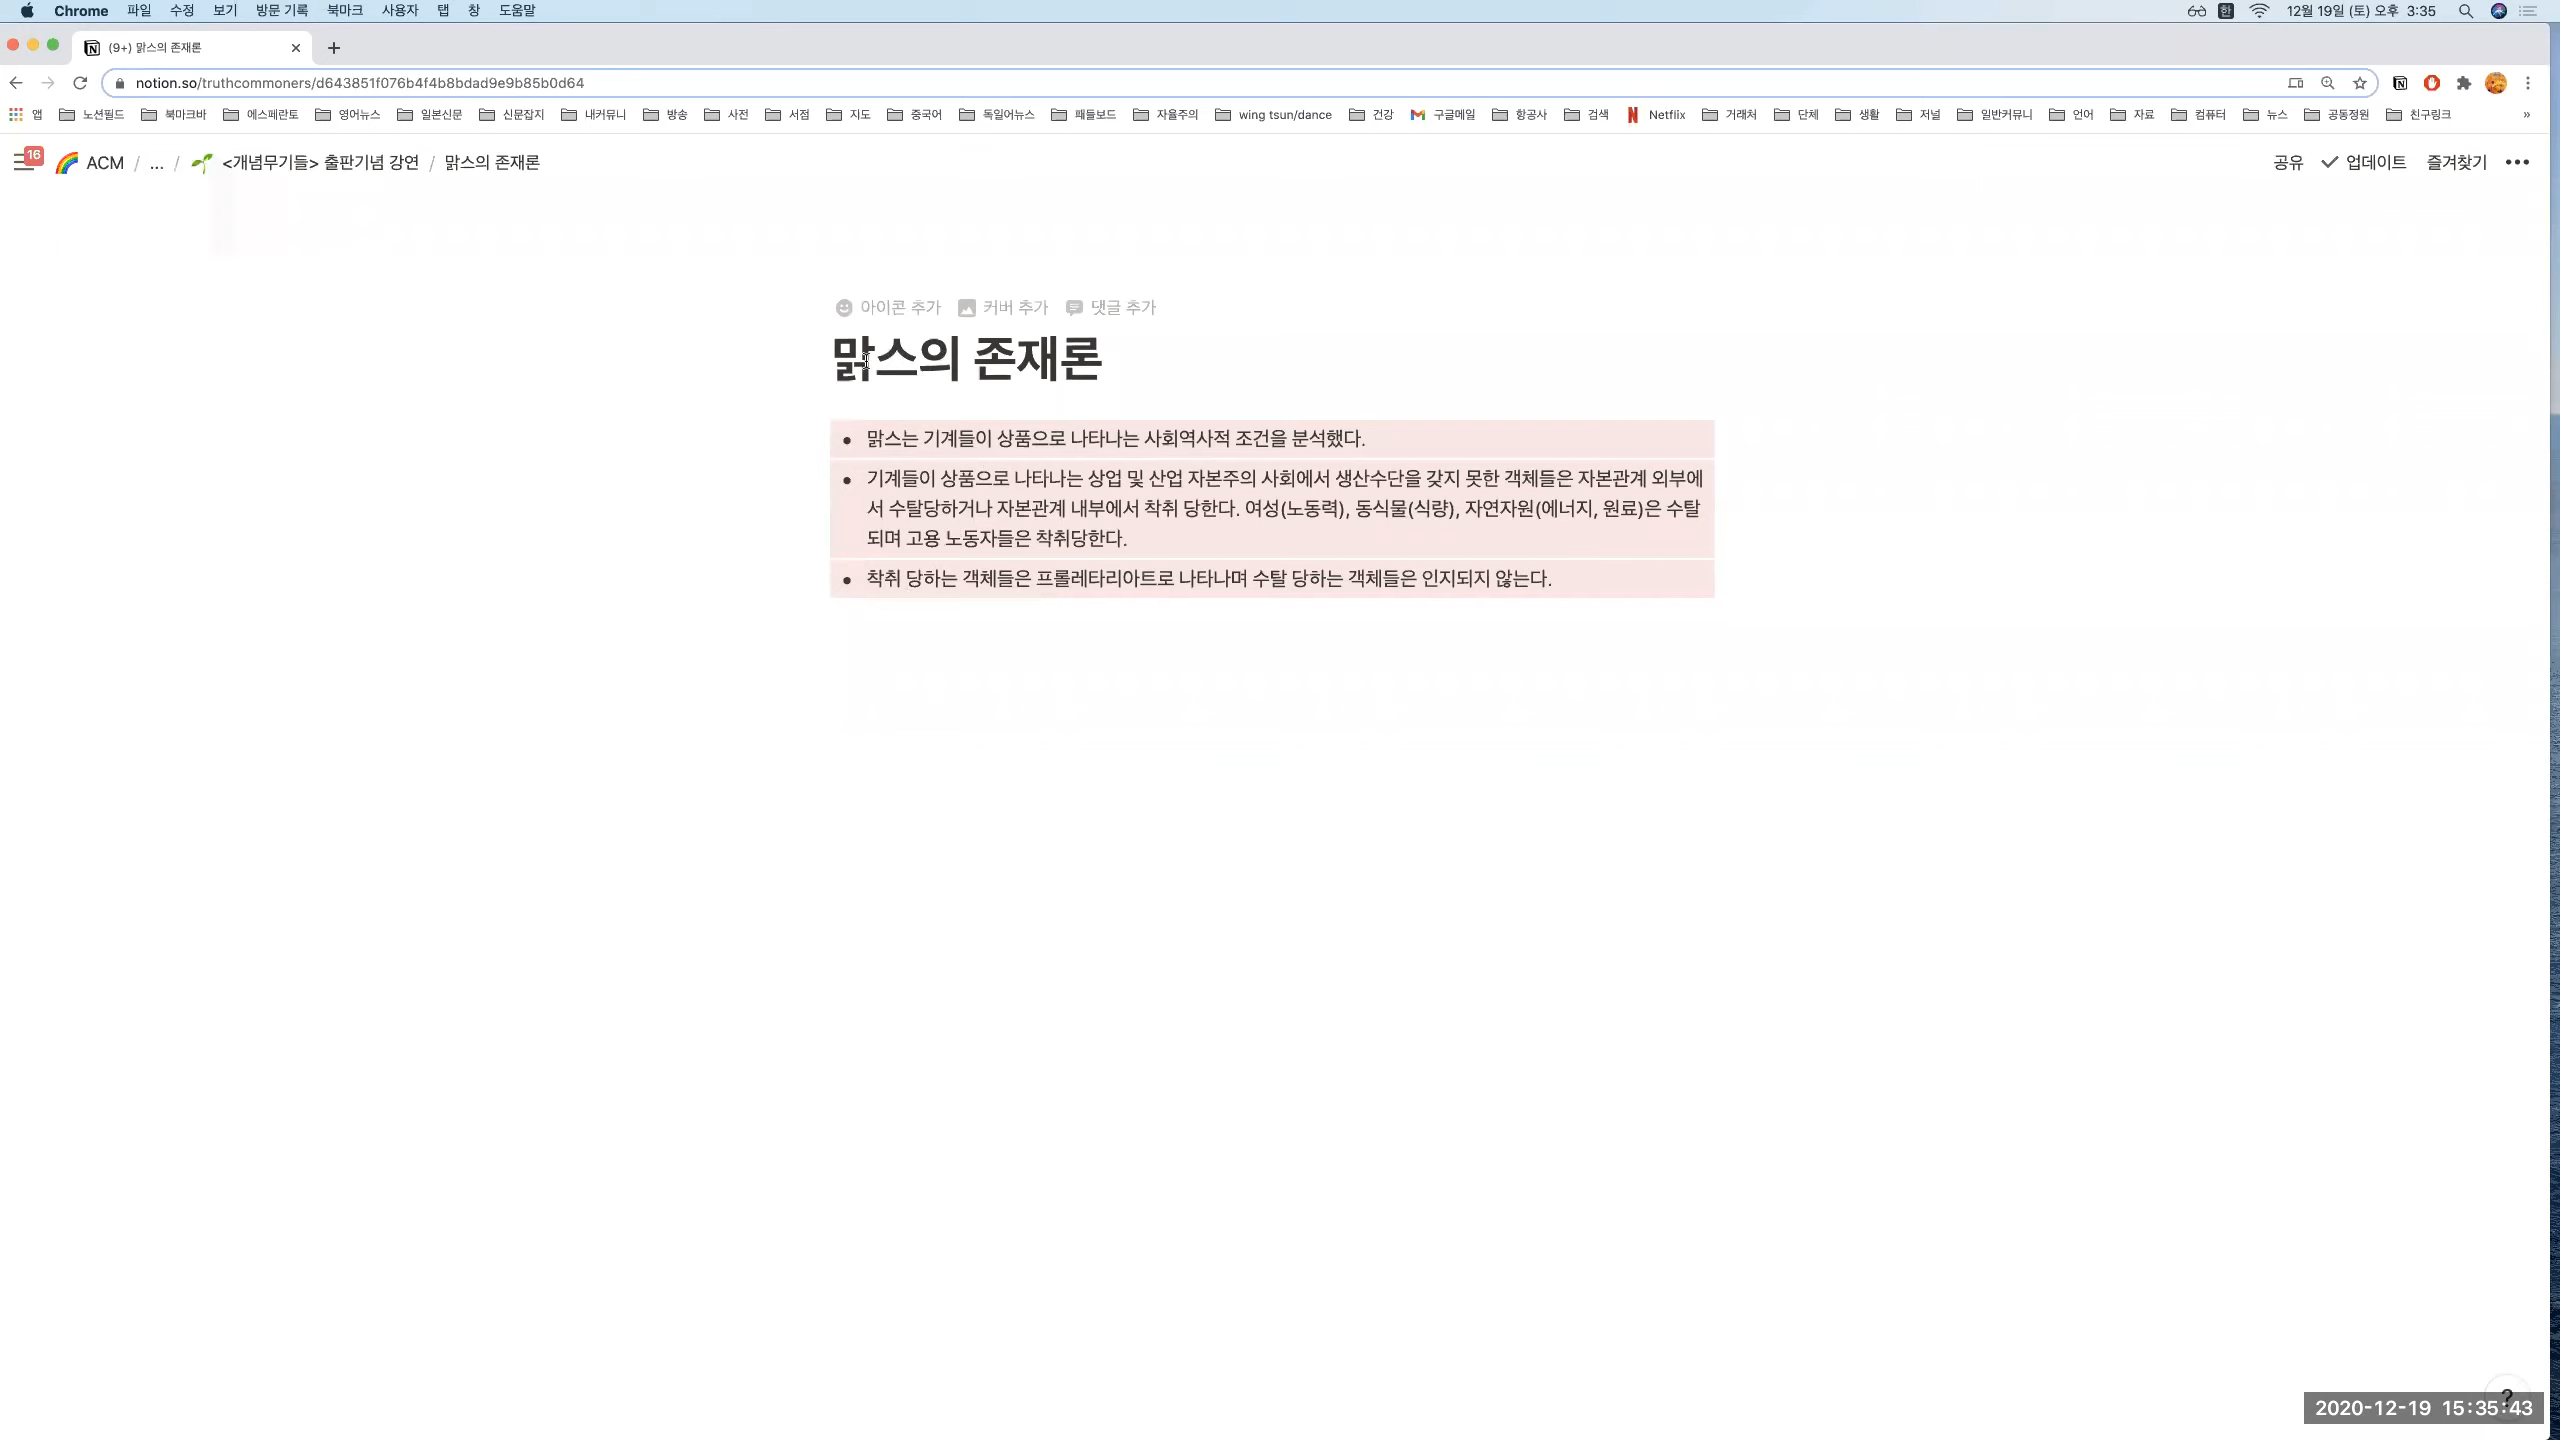 Chrome 파일 수정 보기 방문 기록 북마크 사용자 탭 창 도움말 12월 19일 (토) 오후 3:35
(9+) 맑스의 존재론
notion.so/truthcommoners/d643851f076b4f4b8bdad9e9b85b0d64
앱 노션필드 북마크바 에스페란토 영어뉴스 일본신문 신문잡지 내커뮤니 방송 사전 서점 지도 중국어 독일어뉴스 패들보드 자율주의 wing tsun/dance 건강 구글메일 항공사 검색 Netflix 거래처 단체 생활 저널 일반커뮤니 언어 자료 컴퓨터 뉴스 공동정원 친구링크 »
16 ACM / ... / <개념무기들> 출판기념 강연 / 맑스의 존재론 공유 업데이트 즐겨찾기
아이콘 추가 커버 추가 댓글 추가
맑스의 존재론
• 맑스는 기계들이 상품으로 나타나는 사회역사적 조건을 분석했다.
• 기계들이 상품으로 나타나는 상업 및 산업 자본주의 사회에서 생산수단을 갖지 못한 객체들은 자본관계 외부에
서 수탈당하거나 자본관계 내부에서 착취 당한다. 여성(노동력), 동식물(식량), 자연자원(에너지, 원료)은 수탈
되며 고용 노동자들은 착취당한다.
• 착취 당하는 객체들은 프롤레타리아트로 나타나며 수탈 당하는 객체들은 인지되지 않는다.
?
2020-12-19 15:35:43